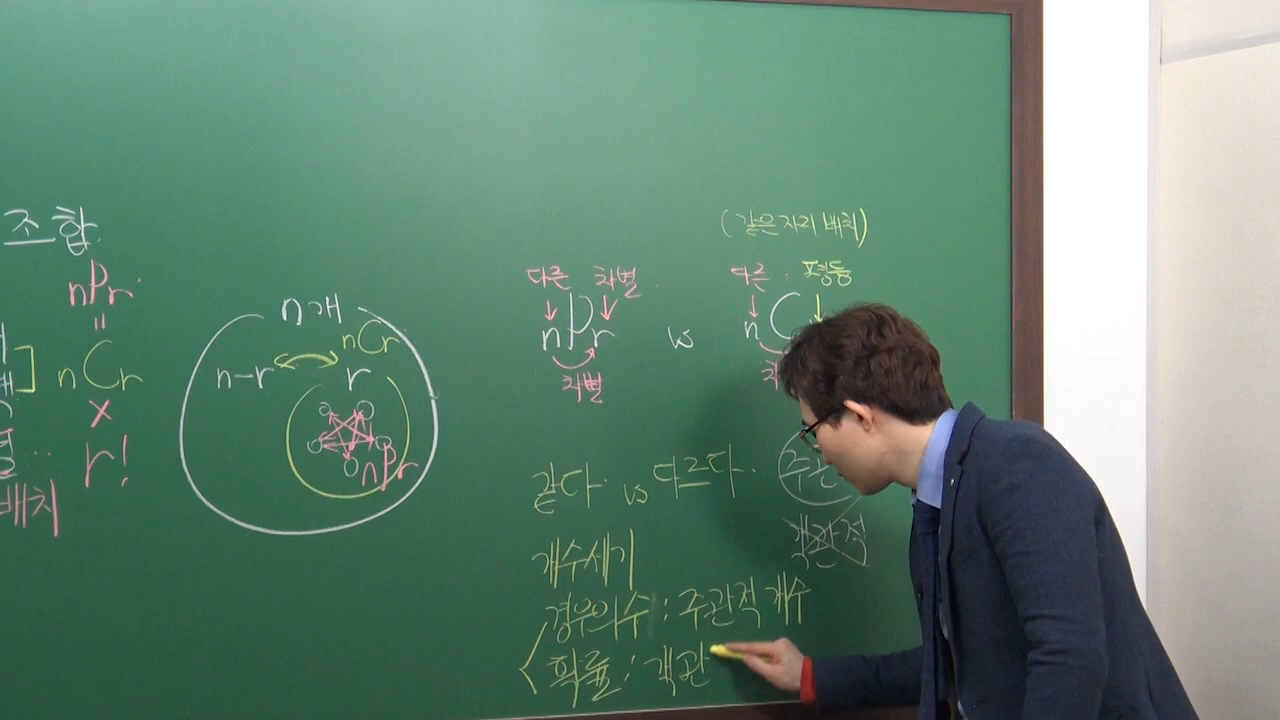 조합
nPr
=
nCr
×
r!
배치
n개
nCr
n-r
r
nPr
(같은 자리 배치)
다른 차별
nPr
차별
vs
다른 평등
nC
같다 vs 다르다
주관
객관적
개수세기
경우의수 : 주관적 개수
확률 : 객관